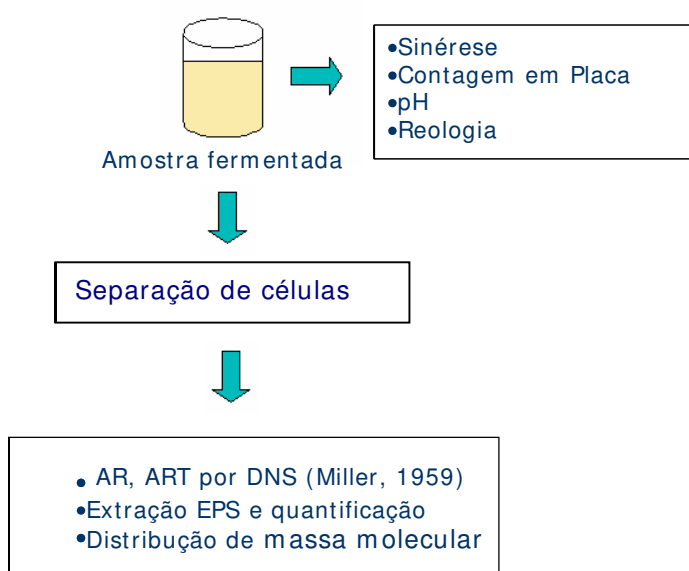 •Sinérese
•Contagem em Placa
•pH
•Reologia
Amostra fermentada
Separação de células
• AR, ART por DNS (Miller, 1959)
•Extração EPS e quantificação
•Distribução de massa molecular